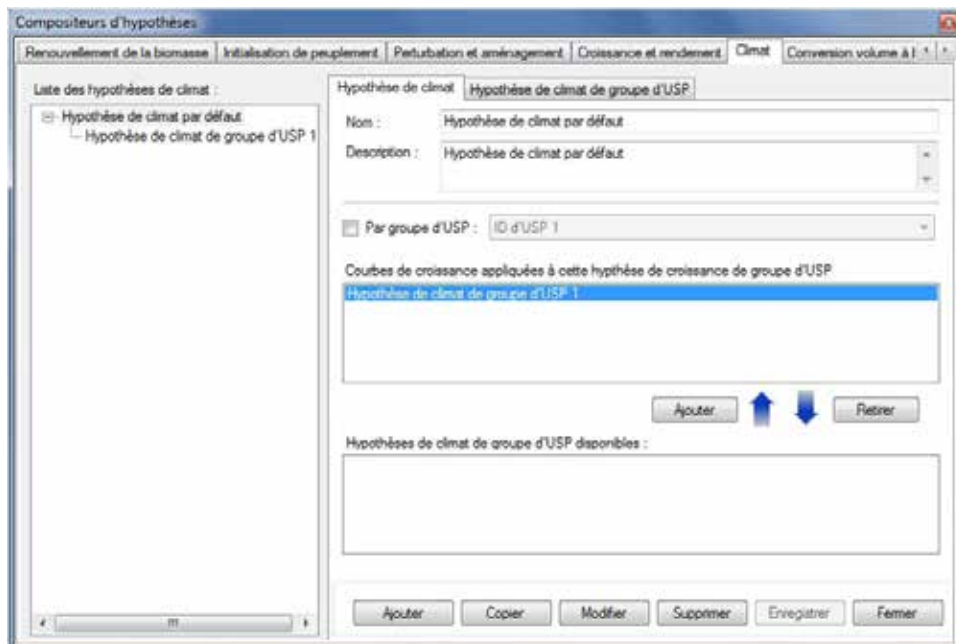 Compositeurs d'hypothèses
Renouvellement de la biomasse Initialisation de peuplement Perturbation et aménagement Croissance et rendement Climat Conversion volume à l
Liste des hypothèses de climat :
Hypothèse de climat par défaut
Hypothèse de climat de groupe d'USP 1
Hypothèse de climat Hypothèse de climat de groupe d'USP
Nom : Hypothèse de climat par défaut
Description : Hypothèse de climat par défaut
Par groupe d'USP : ID d'USP 1
Courbes de croissance appliquées à cette hypthèse de croissance de groupe d'USP
Hypothèse de climat de groupe d'USP 1
Ajouter Retirer
Hypothèses de climat de groupe d'USP disponibles :
Ajouter Copier Modifier Supprimer Enregistrer Fermer